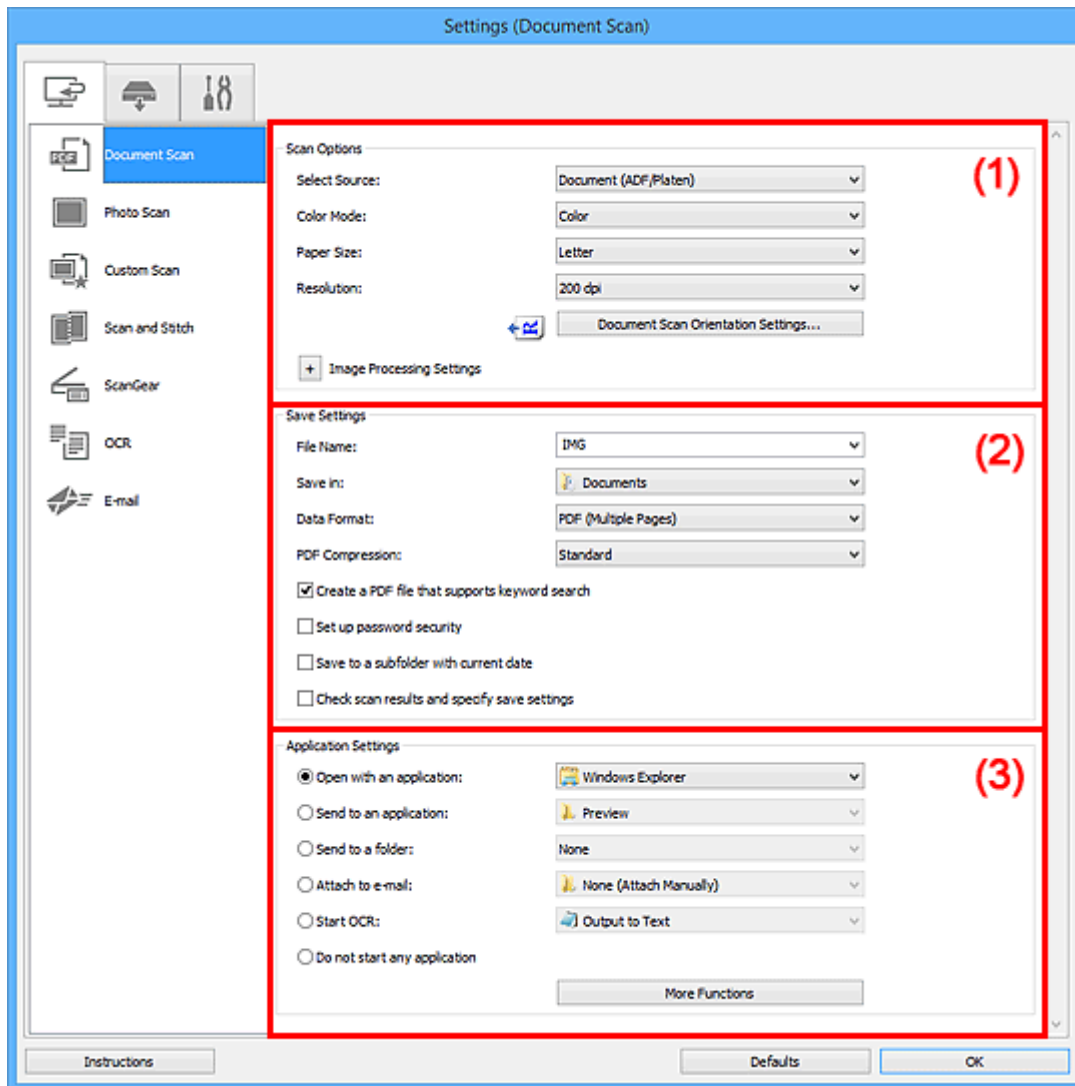 Settings (Document Scan)
PDF
Document Scan
Photo Scan
Custom Scan
Scan and Stitch
ScanGear
OCR
E-mail
Scan Options
(1)
Select Source: Document (ADF/Platen)
Color Mode: Color
Paper Size: Letter
Resolution: 200 dpi
R Document Scan Orientation Settings...
+ Image Processing Settings
Save Settings
(2)
File Name: IMG
Save in: Documents
Data Format: PDF (Multiple Pages)
PDF Compression: Standard
Create a PDF file that supports keyword search
Set up password security
Save to a subfolder with current date
Check scan results and specify save settings
Application Settings
(3)
Open with an application: Windows Explorer
Send to an application: Preview
Send to a folder: None
Attach to e-mail: None (Attach Manually)
Start OCR: Output to Text
Do not start any application
More Functions
Instructions Defaults OK